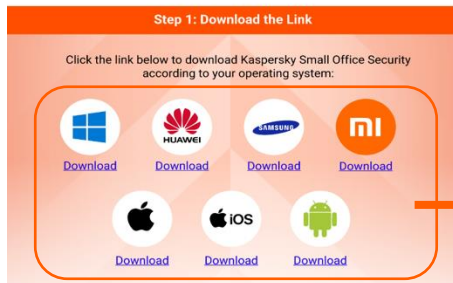 Step 1: Download the Link
Click the link below to download Kaspersky Small Office Security
according to your operating system:
HUAWEI
SAMSUNG
mi
Download
Download
Download
Download
iOS
Download
Download
Download